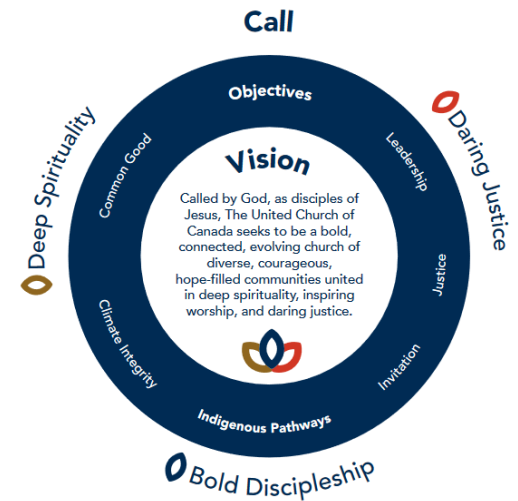 Call
Deep Spirituality
Daring Justice
Objectives
Common Good
Leadership
Justice
Invitation
Indigenous Pathways
Climate Integrity
Vision
Called by God, as disciples of
Jesus, The United Church of
Canada seeks to be a bold,
connected, evolving church of
diverse, courageous,
hope-filled communities united
in deep spirituality, inspiring
worship, and daring justice.
Bold Discipleship